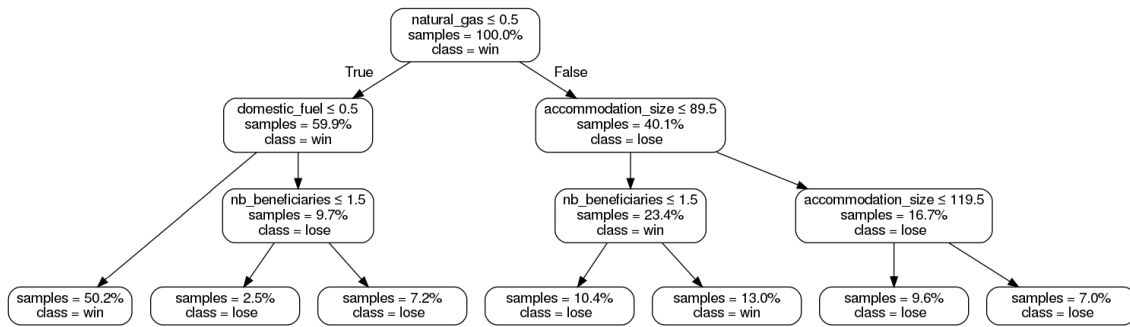 natural_gas ≤ 0.5
samples = 100.0%
class = win
True
False
domestic_fuel ≤ 0.5
samples = 59.9%
class = win
accommodation_size ≤ 89.5
samples = 40.1%
class = lose
nb_beneficiaries ≤ 1.5
samples = 9.7%
class = lose
nb_beneficiaries ≤ 1.5
samples = 23.4%
class = win
accommodation_size ≤ 119.5
samples = 16.7%
class = lose
samples = 50.2%
class = win
samples = 2.5%
class = lose
samples = 7.2%
class = lose
samples = 10.4%
class = lose
samples = 13.0%
class = win
samples = 9.6%
class = lose
samples = 7.0%
class = lose